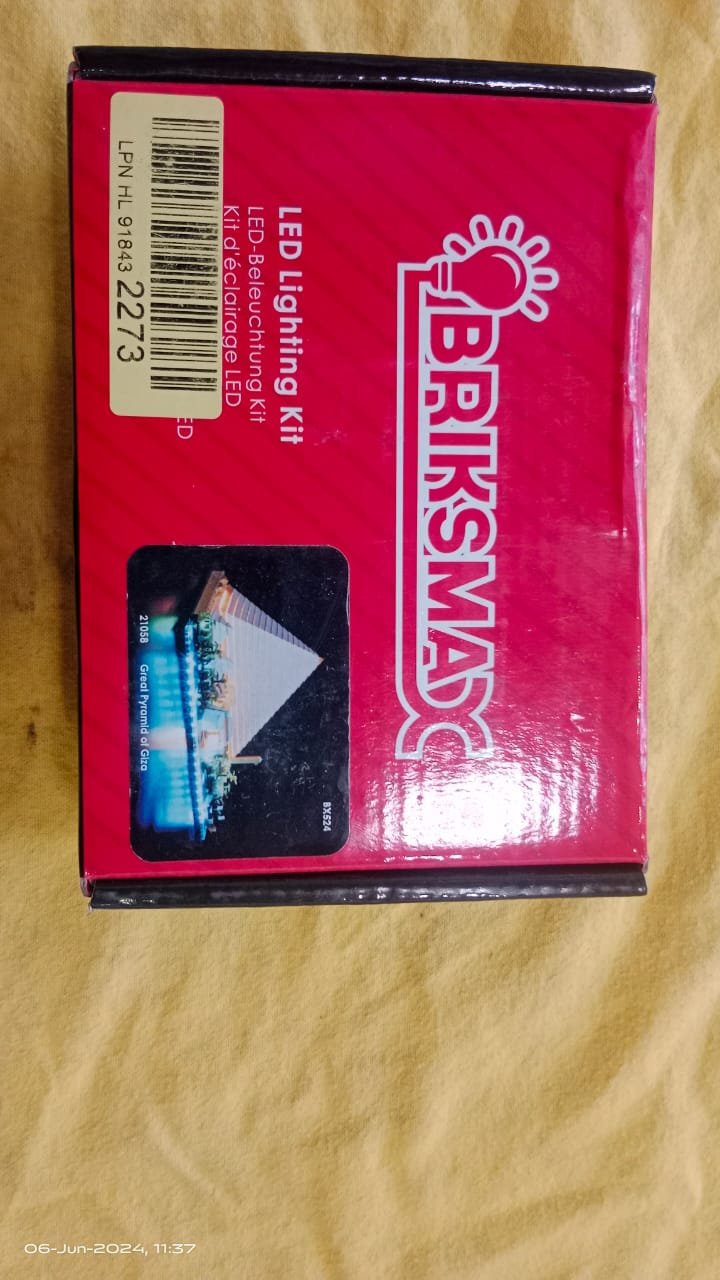 BRIKSMAX
LED Lighting Kit
LED-Beleuchtung Kit
Kit d'éclairage LED
ED
LPN HL 91843 2273
BX524
21058 Great Pyramid of Giza
06-Jun-2024, 11:37